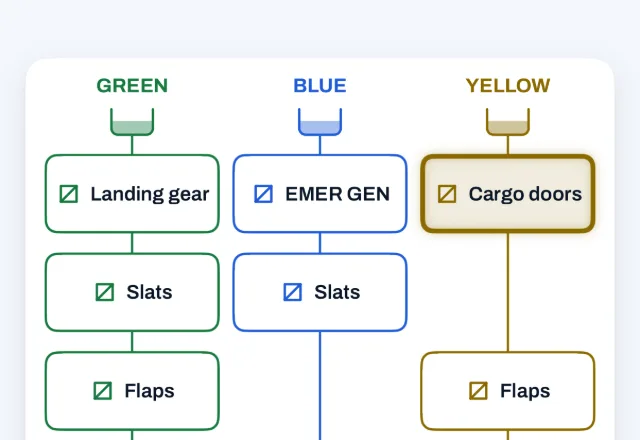 GREEN BLUE YELLOW
Landing gear EMER GEN Cargo doors
Slats Slats
Flaps Flaps